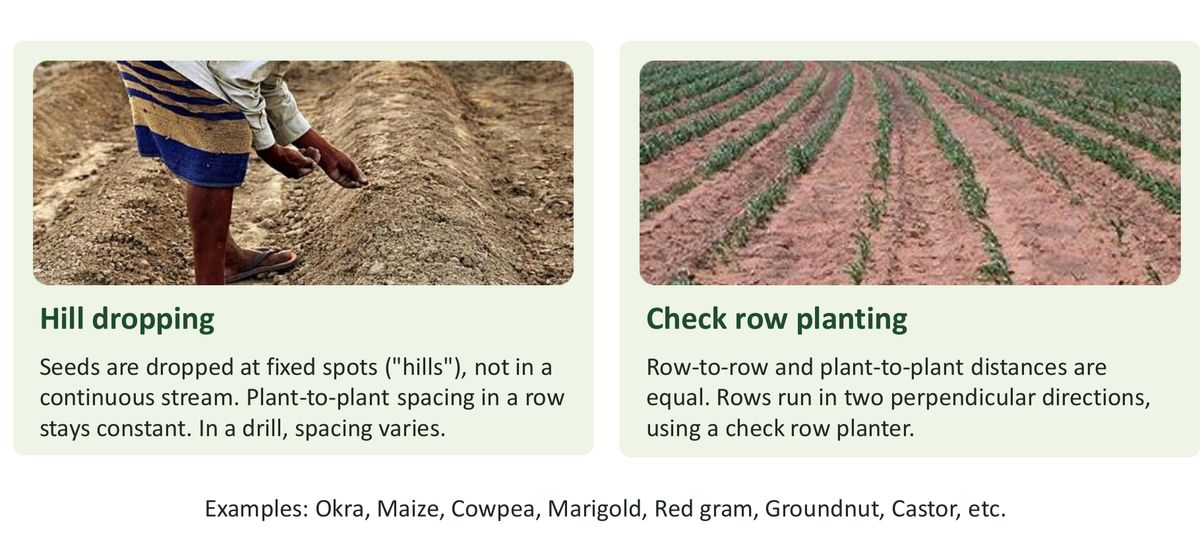 Hill dropping
Seeds are dropped at fixed spots ("hills"), not in a
continuous stream. Plant-to-plant spacing in a row
stays constant. In a drill, spacing varies.
Check row planting
Row-to-row and plant-to-plant distances are
equal. Rows run in two perpendicular directions,
using a check row planter.
Examples: Okra, Maize, Cowpea, Marigold, Red gram, Groundnut, Castor, etc.